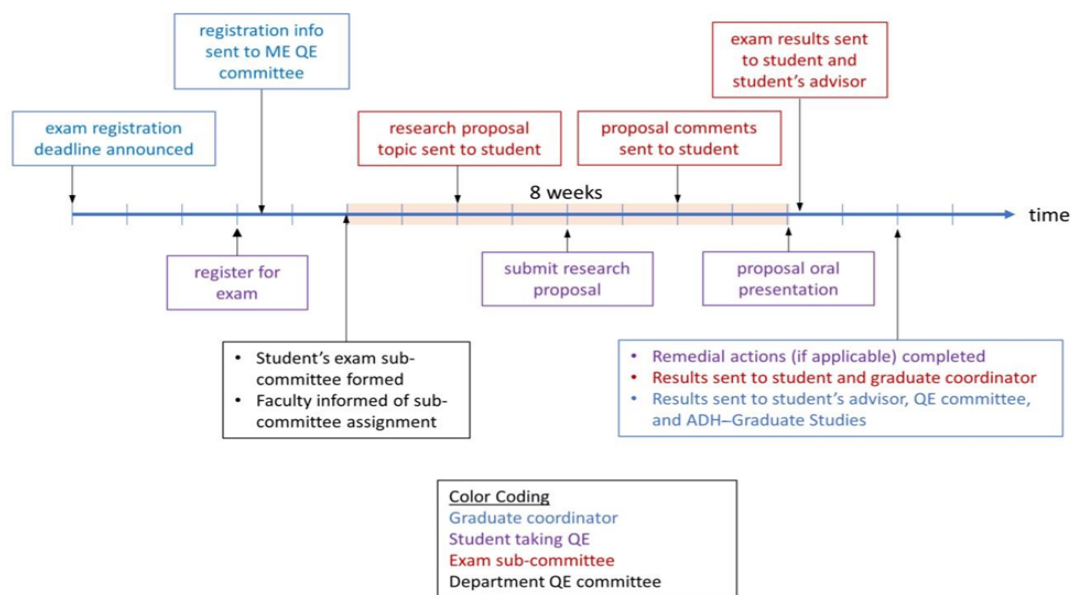 registration info
sent to ME QE
committee
exam results sent
to student and
student's advisor
exam registration
deadline announced
research proposal
topic sent to student
proposal comments
sent to student
8 weeks
time
register for
exam
submit research
proposal
proposal oral
presentation
• Student's exam sub-
committee formed
• Faculty informed of sub-
committee assignment
• Remedial actions (if applicable) completed
• Results sent to student and graduate coordinator
• Results sent to student's advisor, QE committee,
and ADH–Graduate Studies
Color Coding
Graduate coordinator
Student taking QE
Exam sub-committee
Department QE committee